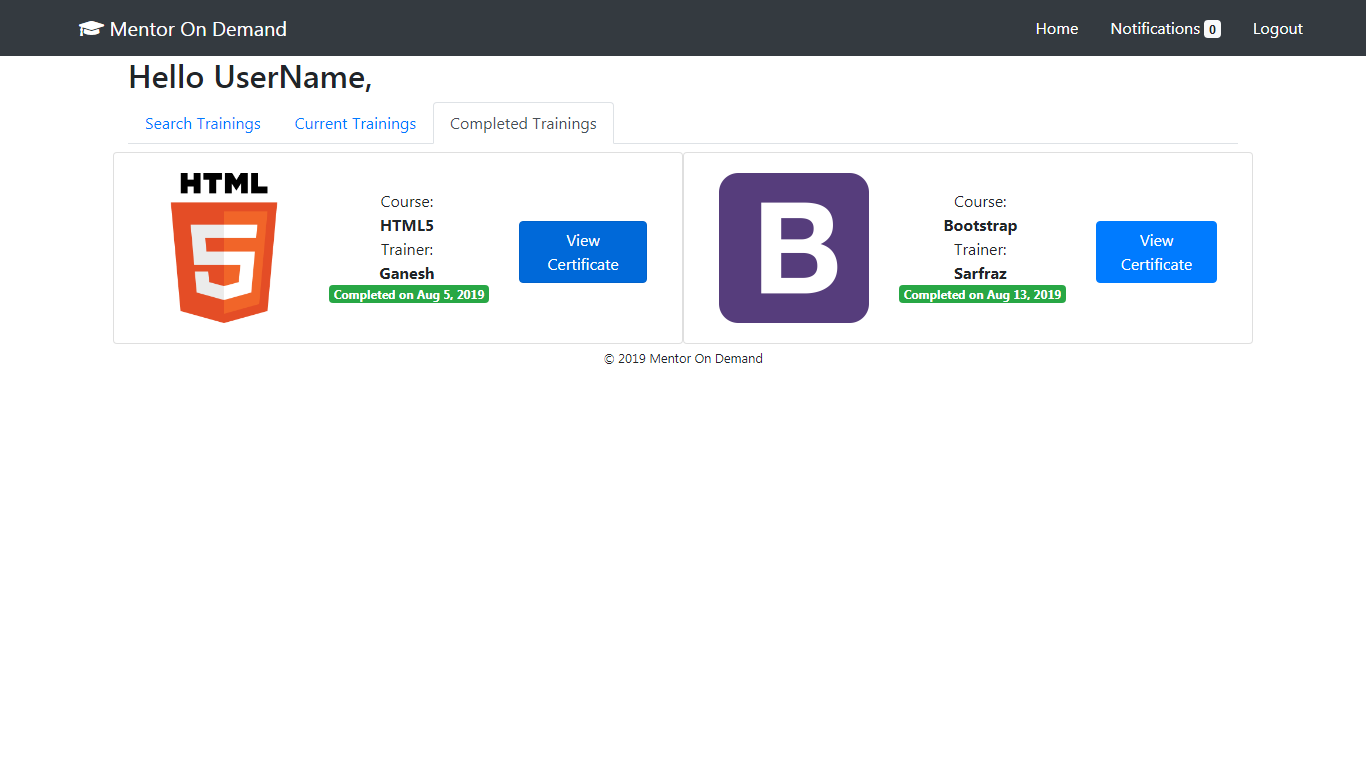 Mentor On Demand
Home Notifications 0 Logout
Hello UserName,
Search Trainings Current Trainings Completed Trainings
HTML
5
Course:
HTML5
Trainer:
Ganesh
Completed on Aug 5, 2019
View
Certificate
B
Course:
Bootstrap
Trainer:
Sarfraz
Completed on Aug 13, 2019
View
Certificate
© 2019 Mentor On Demand